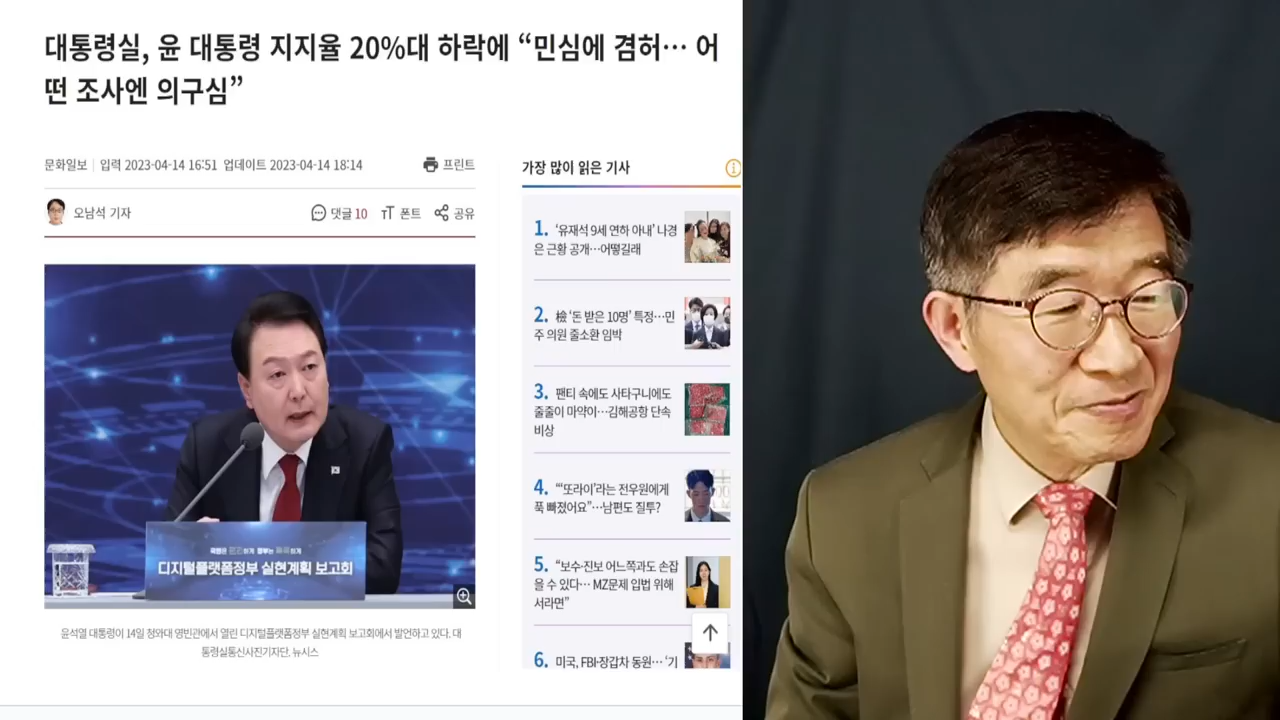 대통령실, 윤 대통령 지지율 20%대 하락에 “민심에 겸허… 어
떤 조사엔 의구심”
문화일보 | 입력 2023-04-14 16:51 업데이트 2023-04-14 18:14
프린트
오남석 기자
댓글 10 폰트 공유
디지털플랫폼정부 실현계획 보고회
윤석열 대통령이 14일 청와대 영빈관에서 열린 디지털플랫폼정부 실현계획 보고회에서 발언하고 있다. 대
통령실통신사진기자단. 뉴시스
가장 많이 읽은 기사
1. ‘유재석 9세 연하 아내’ 나경
은 근황 공개…어떻길래
2. 檢 ‘돈 받은 10명’ 특정…민
주 의원 줄소환 임박
3. 팬티 속에도 사타구니에도
줄줄이 마약이…김해공항 단속
비상
4. “‘또라이’라는 전우원에게
푹 빠졌어요”…남편도 질투?
5. “보수·진보 어느쪽과도 손잡
을 수 있다… MZ문제 입법 위해
서라면”
6. 미국, FBI·장갑차 동원… ‘기